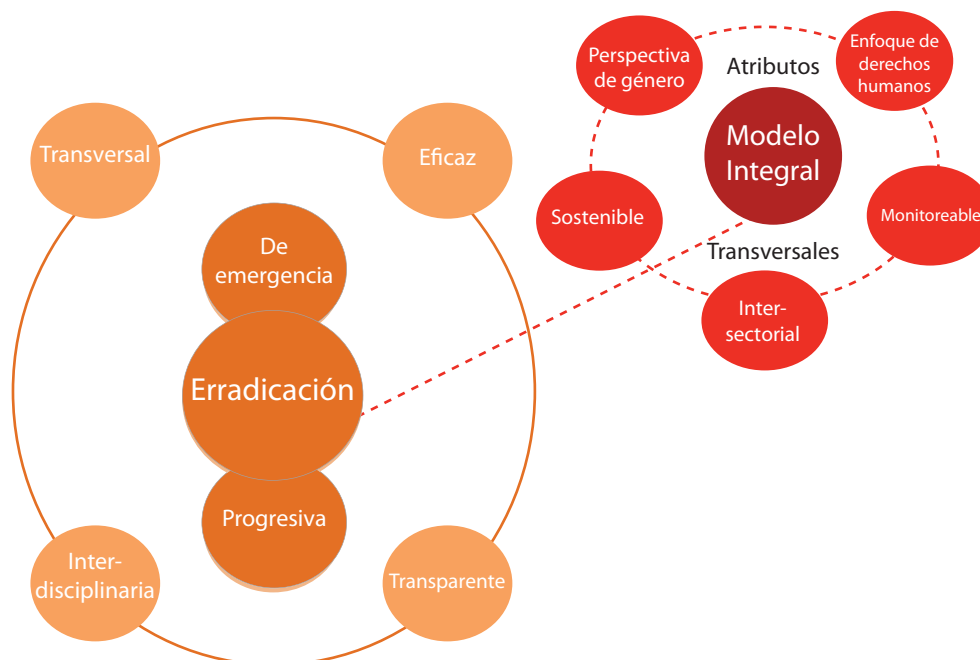 Perspectiva
de género
Atributos
Enfoque de
derechos
humanos
Modelo
Integral
Sostenible
Monitoreable
Transversales
Inter-
sectorial
Transversal
Eficaz
De
emergencia
Erradicación
Progresiva
Inter-
disciplinaria
Transparente